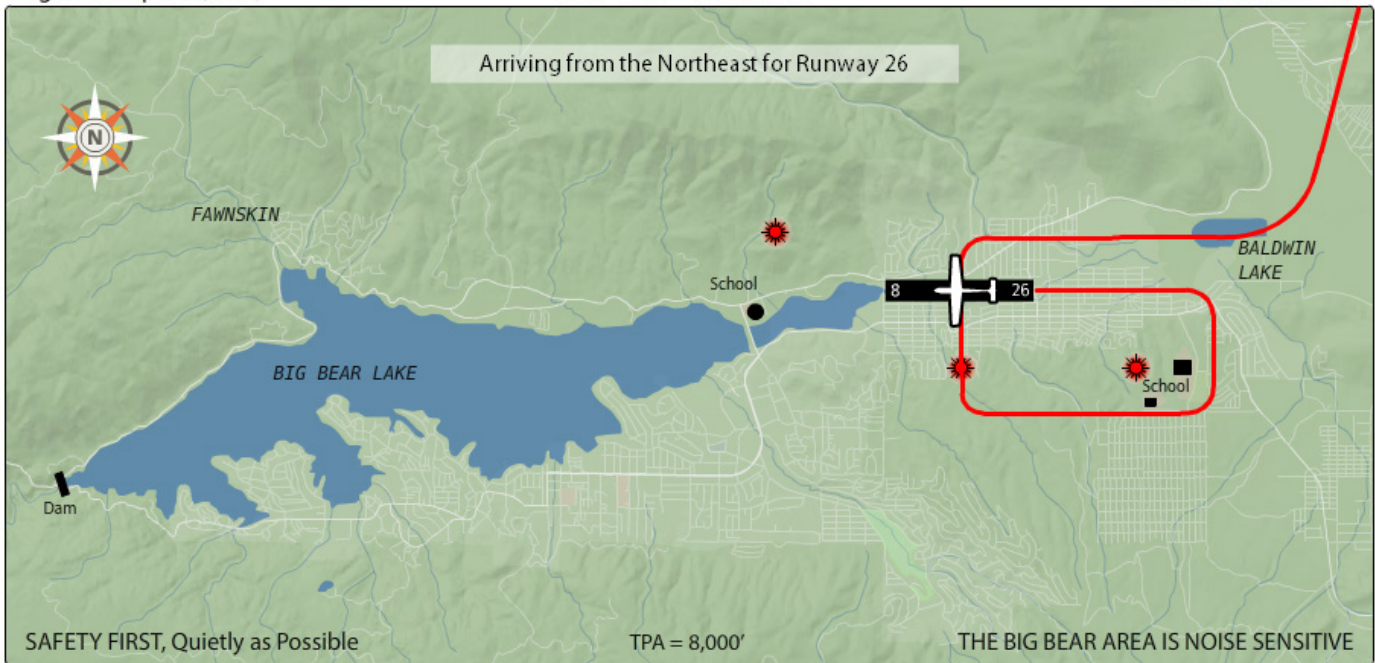 Arriving from the Northeast for Runway 26
N
FAWNSKIN
BALDWIN
LAKE
School
8
26
BIG BEAR LAKE
School
Dam
SAFETY FIRST, Quietly as Possible
TPA = 8,000'
THE BIG BEAR AREA IS NOISE SENSITIVE